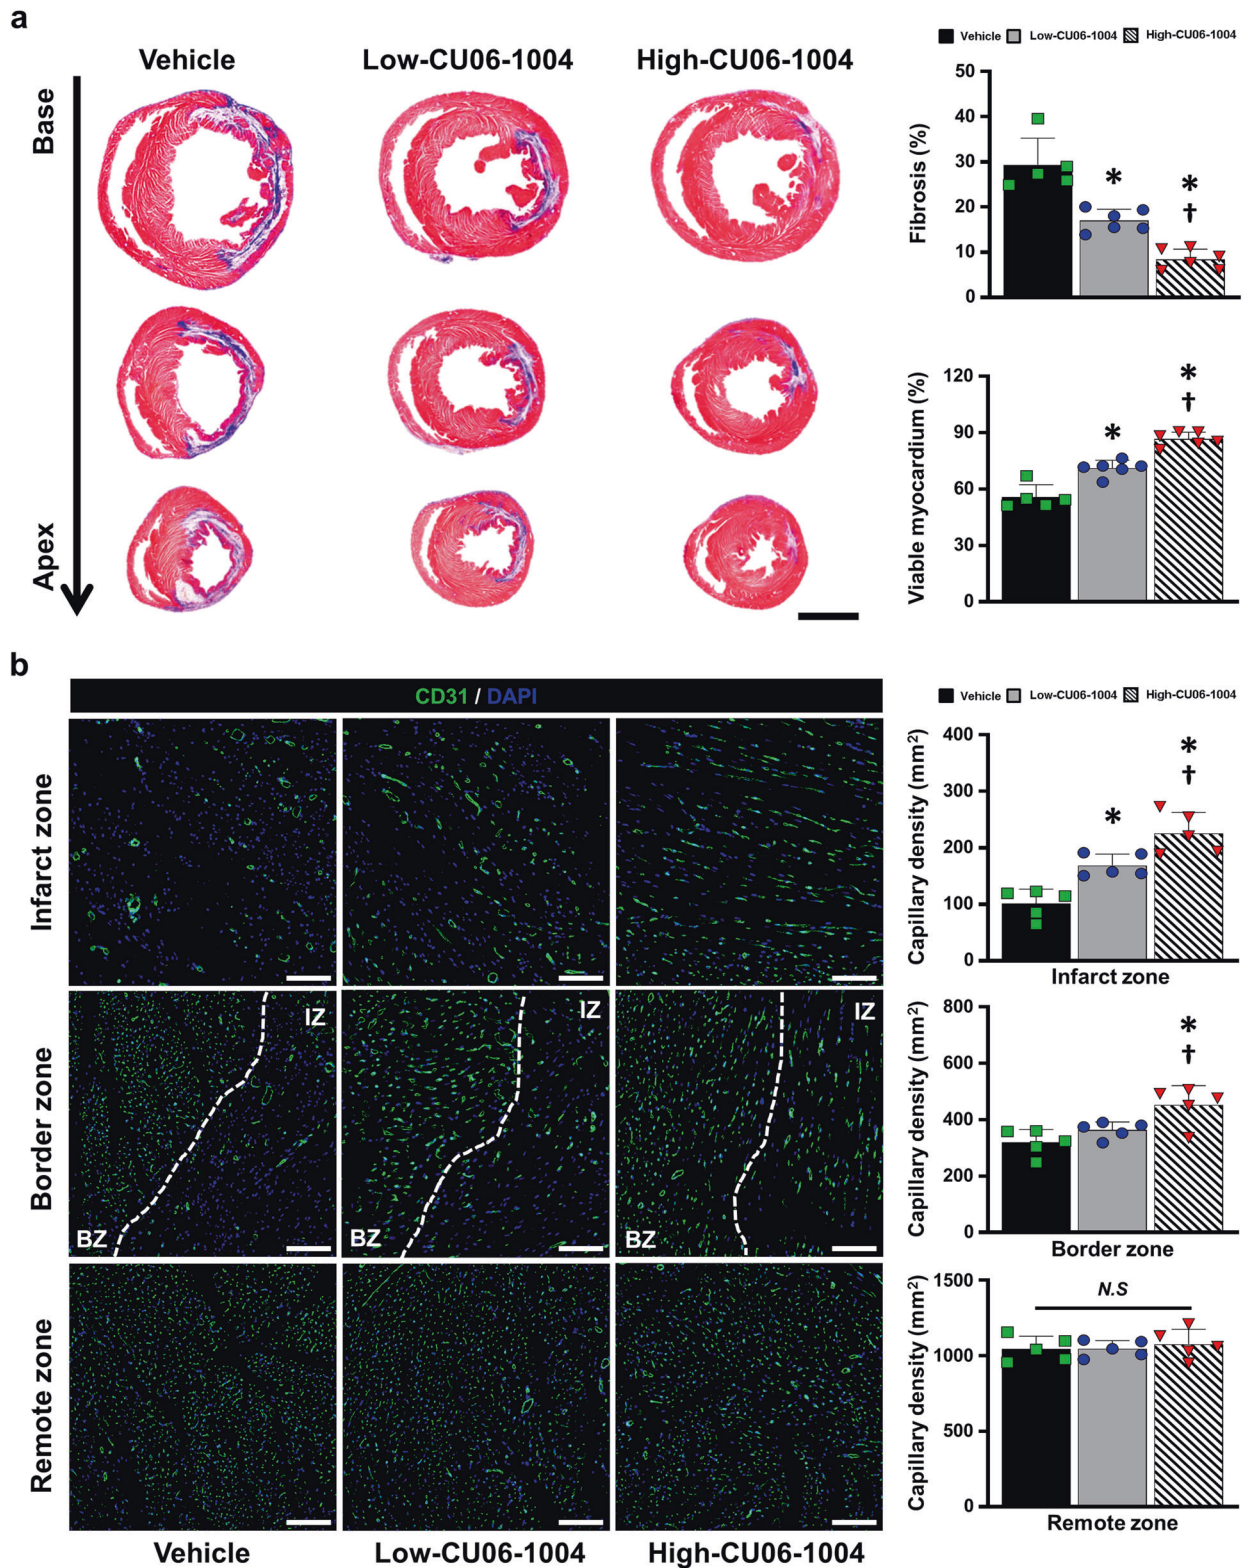 a
Vehicle
Low-CU06-1004
High-CU06-1004
Base
Apex
Vehicle Low-CU06-1004 High-CU06-1004
50
40
30
20
10
0
Fibrosis (%)
*
*
†
120
90
60
30
0
Viable myocardium (%)
*
*
†
b
CD31 / DAPI
Infarct zone
Border zone
IZ
BZ
IZ
BZ
IZ
BZ
Remote zone
Vehicle
Low-CU06-1004
High-CU06-1004
Vehicle Low-CU06-1004 High-CU06-1004
400
300
200
100
0
Capillary density (mm²)
*
*
†
Infarct zone
800
600
400
200
0
Capillary density (mm²)
*
†
Border zone
1500
1000
500
0
Capillary density (mm²)
N.S
Remote zone